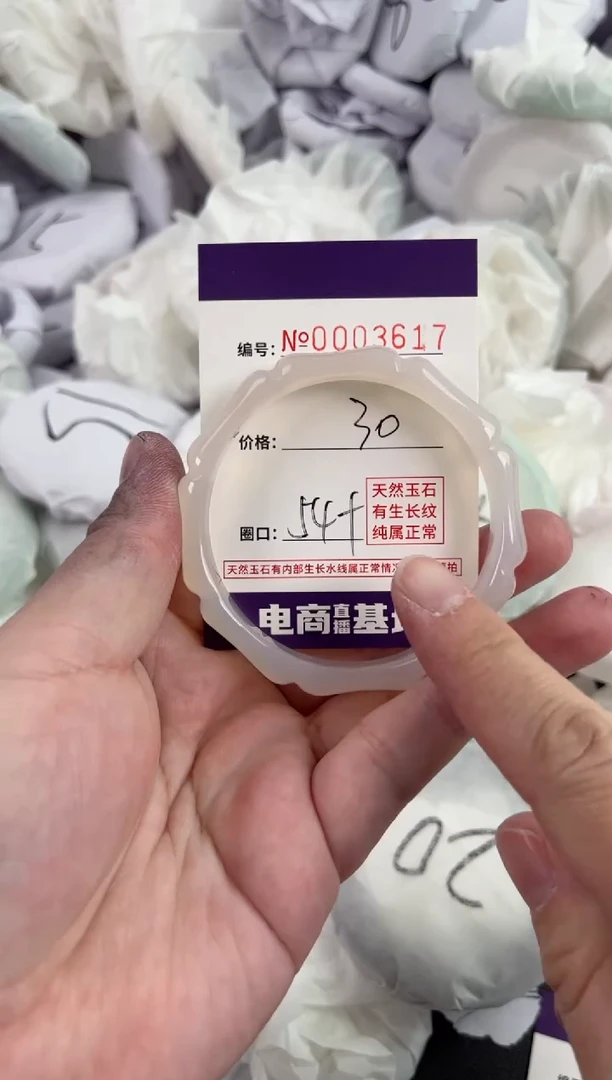 编号: №0003617
价格: 30
圈口: 54+
天然玉石
有生长纹
纯属正常
天然玉石有内部生长水线属正常情
电商直播基
20